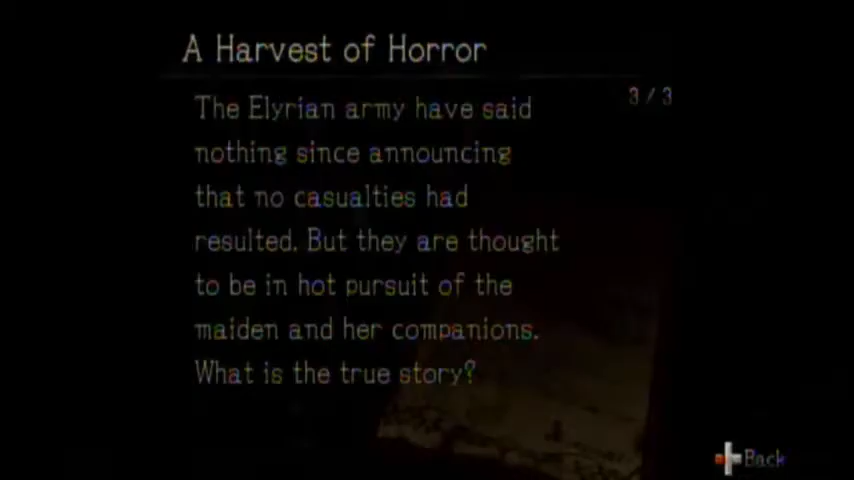 A Harvest of Horror
3/3
The Elyrian army have said
nothing since announcing
that no casualties had
resulted. But they are thought
to be in hot pursuit of the
maiden and her companions.
What is the true story?
Back